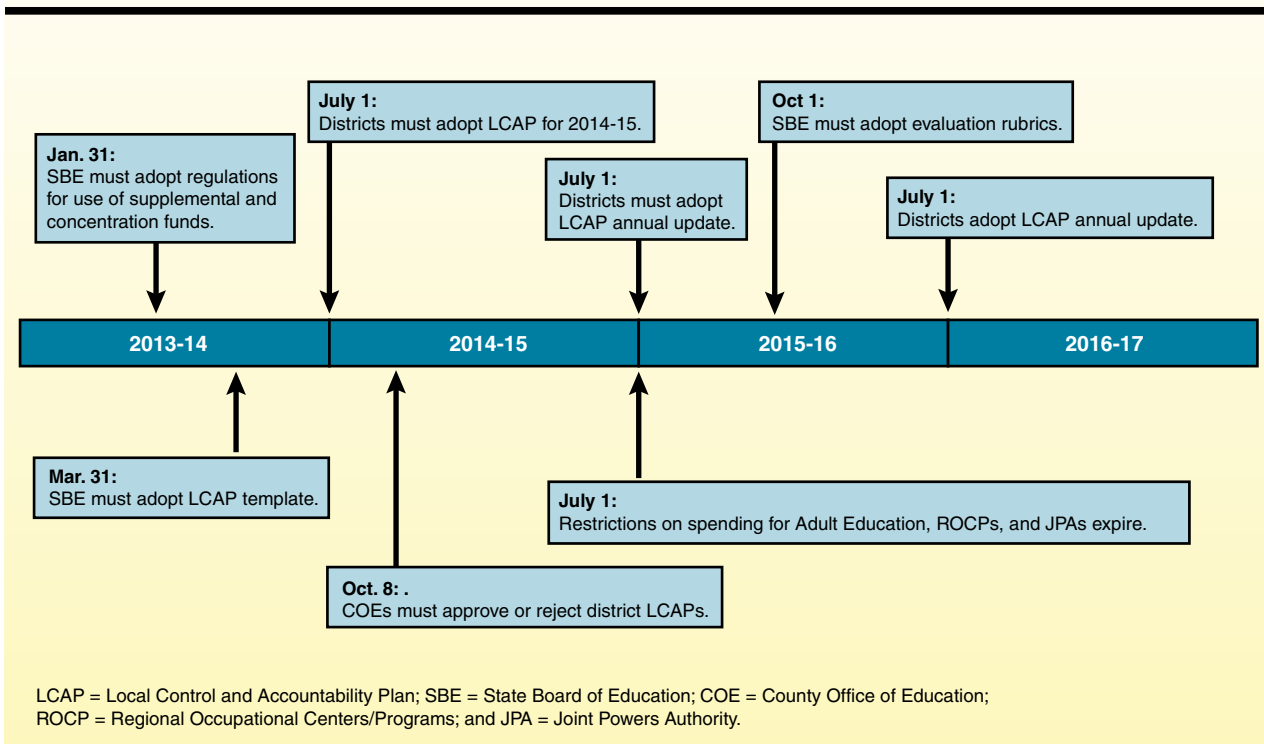 July 1:
Districts must adopt LCAP for 2014-15.
Oct 1:
SBE must adopt evaluation rubrics.
Jan. 31:
SBE must adopt regulations
for use of supplemental and
concentration funds.
July 1:
Districts must adopt
LCAP annual update.
July 1:
Districts adopt LCAP annual update.
2013-14
2014-15
2015-16
2016-17
Mar. 31:
SBE must adopt LCAP template.
July 1:
Restrictions on spending for Adult Education, ROCPs, and JPAs expire.
Oct. 8: .
COEs must approve or reject district LCAPs.
LCAP = Local Control and Accountability Plan; SBE = State Board of Education; COE = County Office of Education;
ROCP = Regional Occupational Centers/Programs; and JPA = Joint Powers Authority.